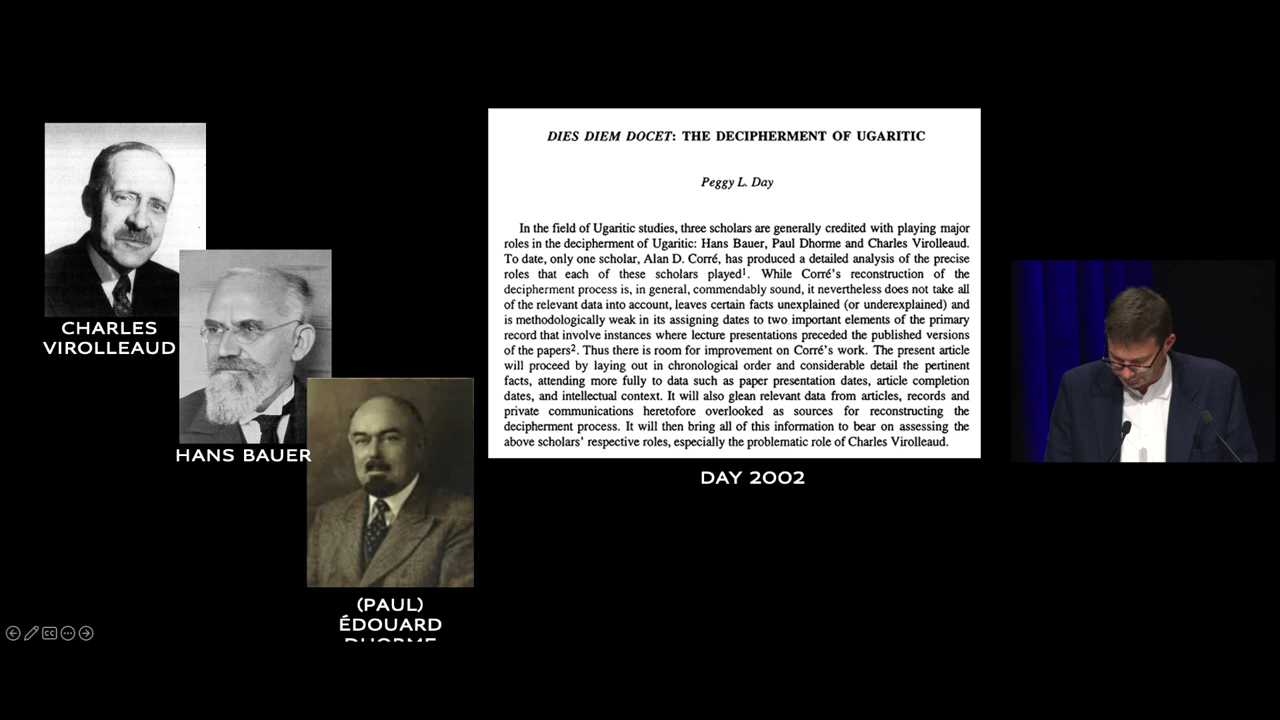 CHARLES
VIROLLEAUD
HANS BAUER
(PAUL)
ÉDOUARD
DHORME
DIES DIEM DOCET: THE DECIPHERMENT OF UGARITIC
Peggy L. Day
In the field of Ugaritic studies, three scholars are generally credited with playing major
roles in the decipherment of Ugaritic: Hans Bauer, Paul Dhorme and Charles Virolleaud.
To date, only one scholar, Alan D. Corré, has produced a detailed analysis of the precise
roles that each of these scholars played¹. While Corré's reconstruction of the
decipherment process is, in general, commendably sound, it nevertheless does not take all
of the relevant data into account, leaves certain facts unexplained (or underexplained) and
is methodologically weak in its assigning dates to two important elements of the primary
record that involve instances where lecture presentations preceded the published versions
of the papers². Thus there is room for improvement on Corré's work. The present article
will proceed by laying out in chronological order and considerable detail the pertinent
facts, attending more fully to data such as paper presentation dates, article completion
dates, and intellectual context. It will also glean relevant data from articles, records and
private communications heretofore overlooked as sources for reconstructing the
decipherment process. It will then bring all of this information to bear on assessing the
above scholars' respective roles, especially the problematic role of Charles Virolleaud.
DAY 2002
CC